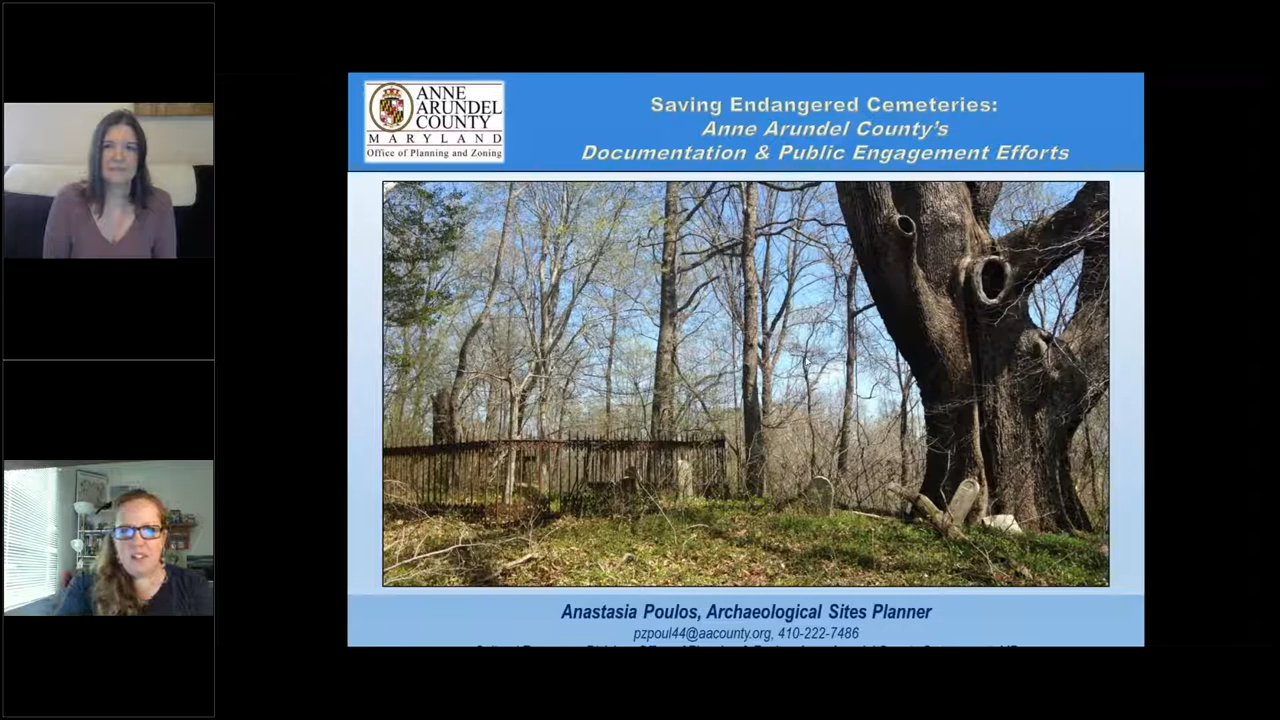 ANNE
ARUNDEL
COUNTY
MARYLAND
Office of Planning and Zoning
Saving Endangered Cemeteries:
Anne Arundel County's
Documentation & Public Engagement Efforts
Anastasia Poulos, Archaeological Sites Planner
pzpoul44@aacounty.org, 410-222-7486